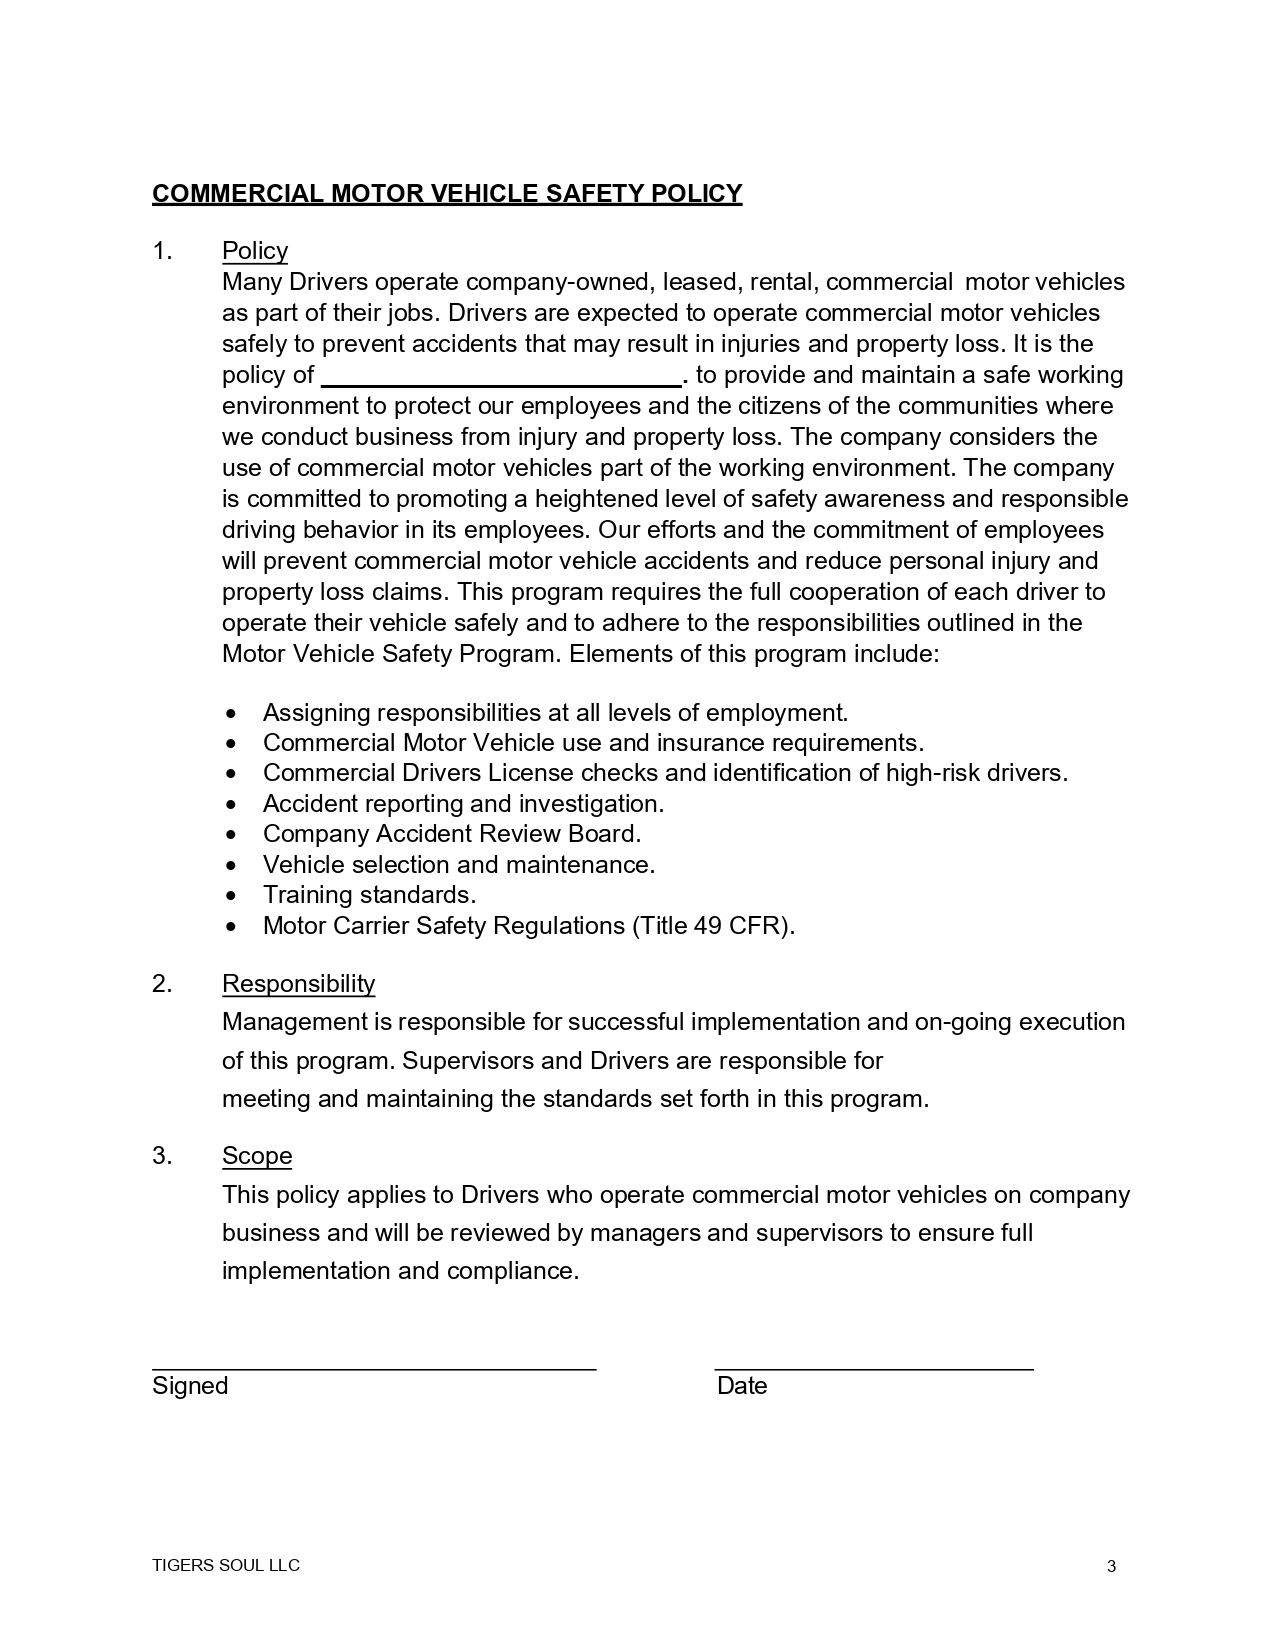 COMMERCIAL MOTOR VEHICLE SAFETY POLICY
1. Policy
Many Drivers operate company-owned, leased, rental, commercial motor vehicles
as part of their jobs. Drivers are expected to operate commercial motor vehicles
safely to prevent accidents that may result in injuries and property loss. It is the
policy of ___________________________. to provide and maintain a safe working
environment to protect our employees and the citizens of the communities where
we conduct business from injury and property loss. The company considers the
use of commercial motor vehicles part of the working environment. The company
is committed to promoting a heightened level of safety awareness and responsible
driving behavior in its employees. Our efforts and the commitment of employees
will prevent commercial motor vehicle accidents and reduce personal injury and
property loss claims. This program requires the full cooperation of each driver to
operate their vehicle safely and to adhere to the responsibilities outlined in the
Motor Vehicle Safety Program. Elements of this program include:
• Assigning responsibilities at all levels of employment.
• Commercial Motor Vehicle use and insurance requirements.
• Commercial Drivers License checks and identification of high-risk drivers.
• Accident reporting and investigation.
• Company Accident Review Board.
• Vehicle selection and maintenance.
• Training standards.
• Motor Carrier Safety Regulations (Title 49 CFR).
2. Responsibility
Management is responsible for successful implementation and on-going execution
of this program. Supervisors and Drivers are responsible for
meeting and maintaining the standards set forth in this program.
3. Scope
This policy applies to Drivers who operate commercial motor vehicles on company
business and will be reviewed by managers and supervisors to ensure full
implementation and compliance.
Signed Date
TIGERS SOUL LLC 3